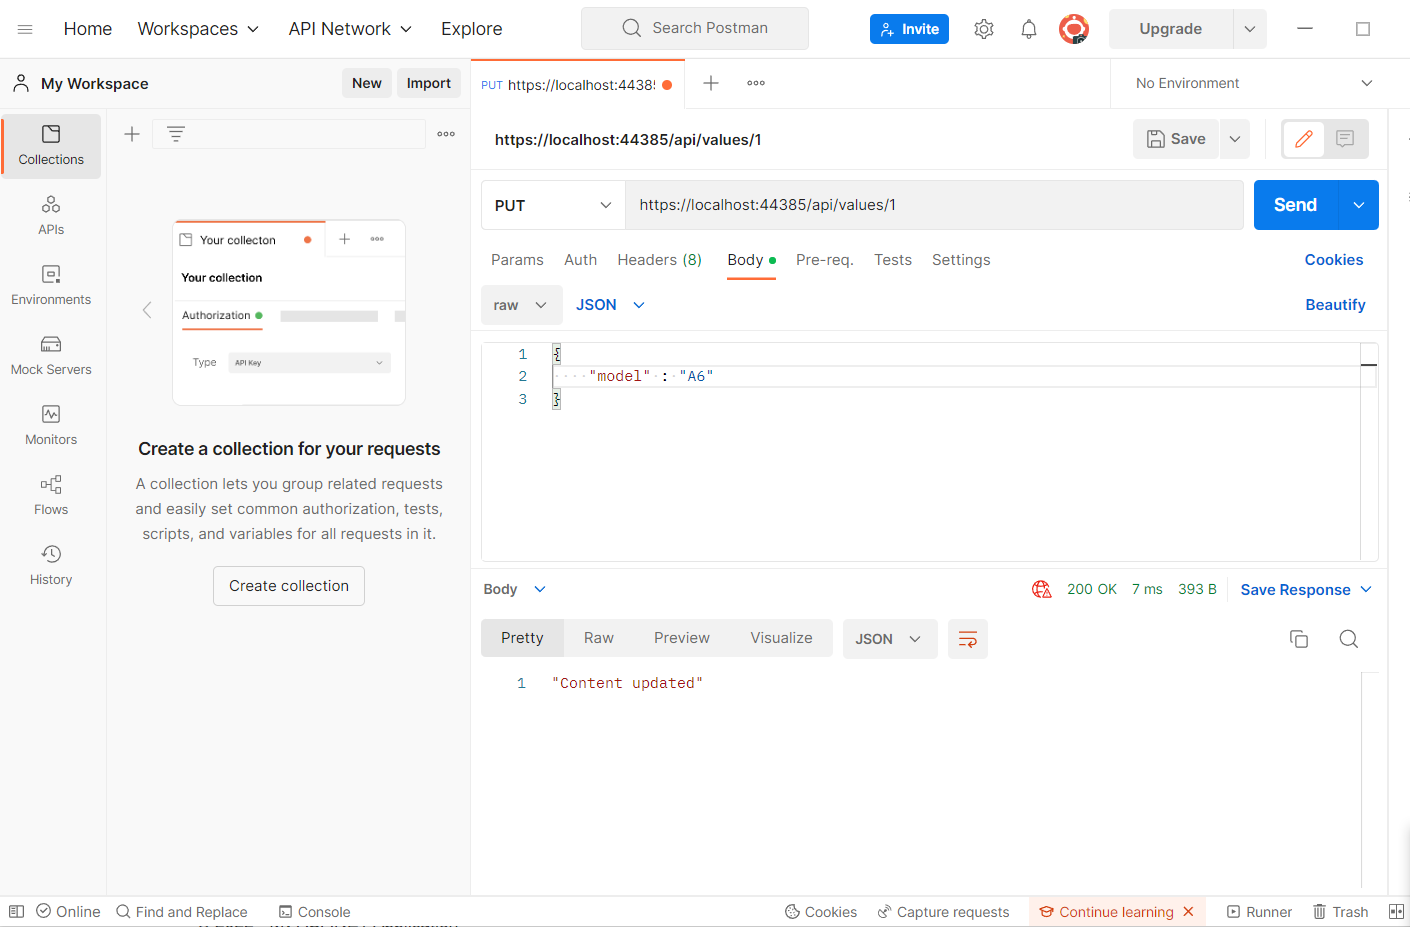 Home Workspaces API Network Explore Search Postman Invite Upgrade
My Workspace New Import PUT https://localhost:4438 No Environment
Collections
APIs
Environments
Mock Servers
Monitors
Flows
History
Your collecton
Your collection
Authorization
Type API Key
Create a collection for your requests
A collection lets you group related requests
and easily set common authorization, tests,
scripts, and variables for all requests in it.
Create collection
https://localhost:44385/api/values/1 Save
PUT https://localhost:44385/api/values/1 Send
Params Auth Headers (8) Body Pre-req. Tests Settings Cookies
raw JSON Beautify
1 {
2 "model" : "A6"
3 }
Body 200 OK 7 ms 393 B Save Response
Pretty Raw Preview Visualize JSON
1 "Content updated"
Online Find and Replace Console Cookies Capture requests Continue learning Runner Trash